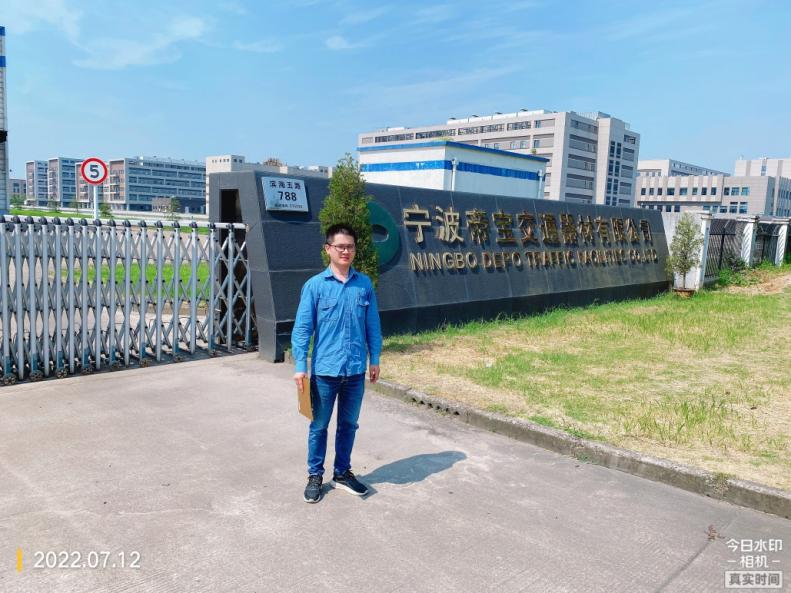 5
滨海五路
788
宁波帝宝交通器材有限公司
NINGBO DEPO TRAFFIC FACILITIES CO.LTD
2022.07.12
今日水印
相机
真实时间